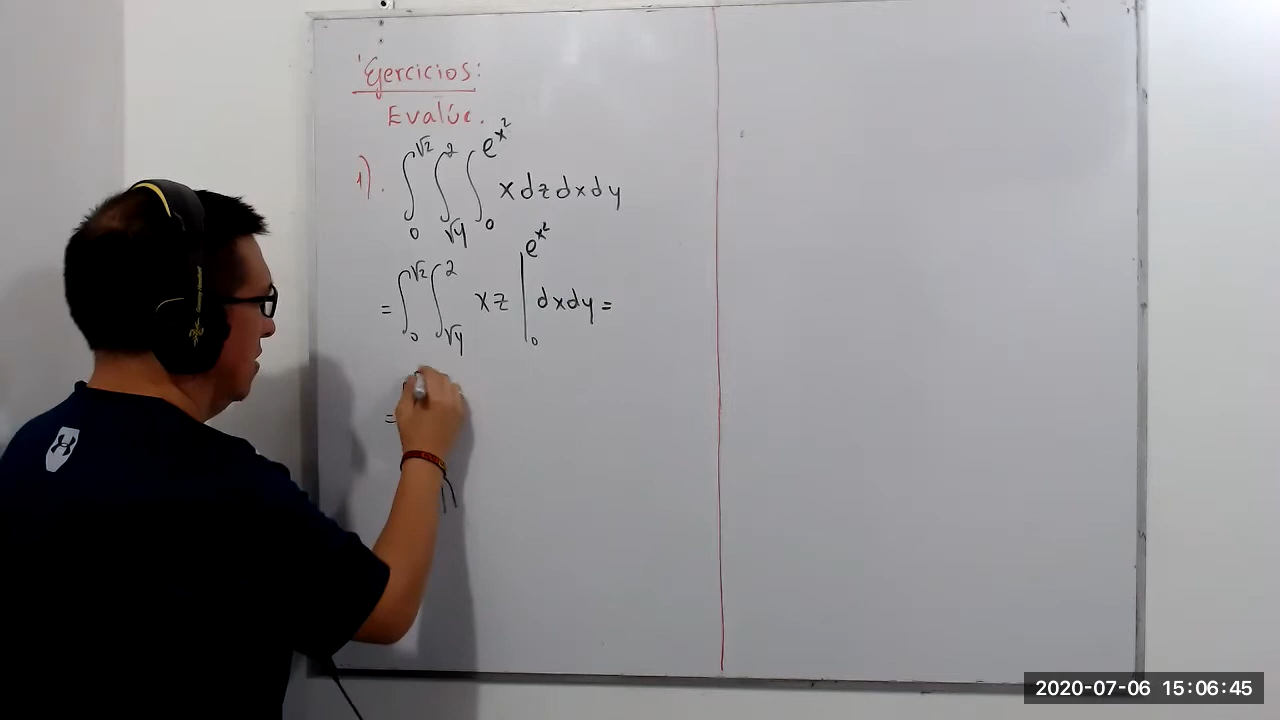 Ejercicios:
Evalúe.
1). ∫₀^√2 ∫_√y^2 ∫₀^e^x² x dz dx dy
= ∫₀^√2 ∫_√y^2 xz |₀^e^x² dx dy =
=
2020-07-06 15:06:45